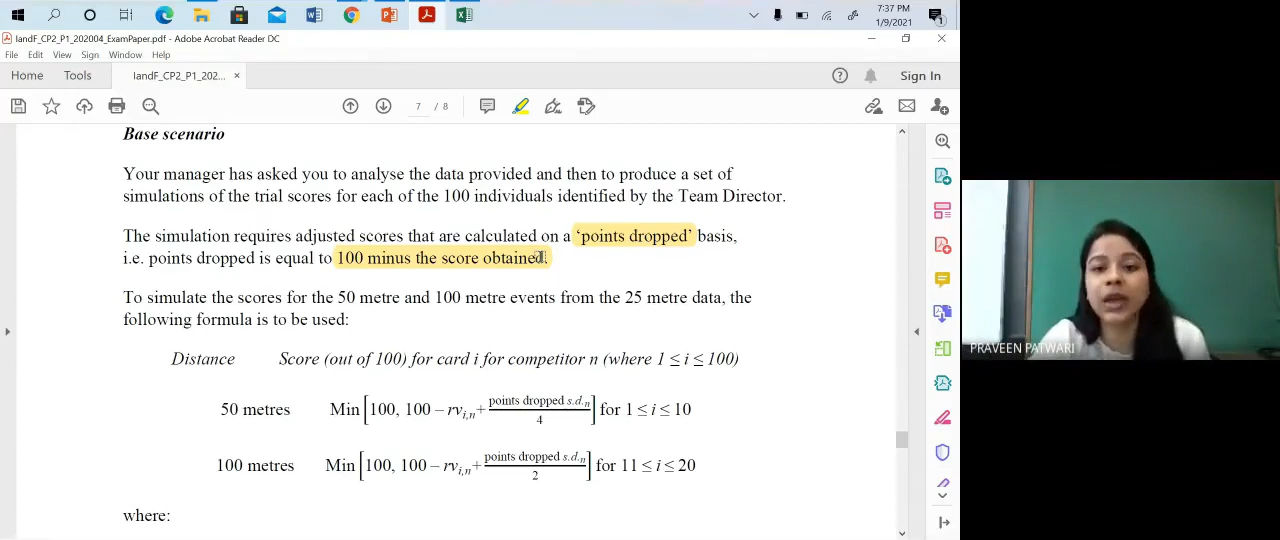 7:37 PM
1/9/2021
IandF_CP2_P1_202004_ExamPaper.pdf - Adobe Acrobat Reader DC
File Edit View Sign Window Help
Home Tools IandF_CP2_P1_202... × Sign In
7 / 8
Base scenario
Your manager has asked you to analyse the data provided and then to produce a set of
simulations of the trial scores for each of the 100 individuals identified by the Team Director.
The simulation requires adjusted scores that are calculated on a ‘points dropped’ basis,
i.e. points dropped is equal to 100 minus the score obtained.
To simulate the scores for the 50 metre and 100 metre events from the 25 metre data, the
following formula is to be used:
Distance Score (out of 100) for card i for competitor n (where 1 ≤ i ≤ 100)
50 metres Min [100, 100 – rv_i,n + points dropped s.d._n / 4] for 1 ≤ i ≤ 10
100 metres Min [100, 100 – rv_i,n + points dropped s.d._n / 2] for 11 ≤ i ≤ 20
where:
PRAVEEN PATWARI